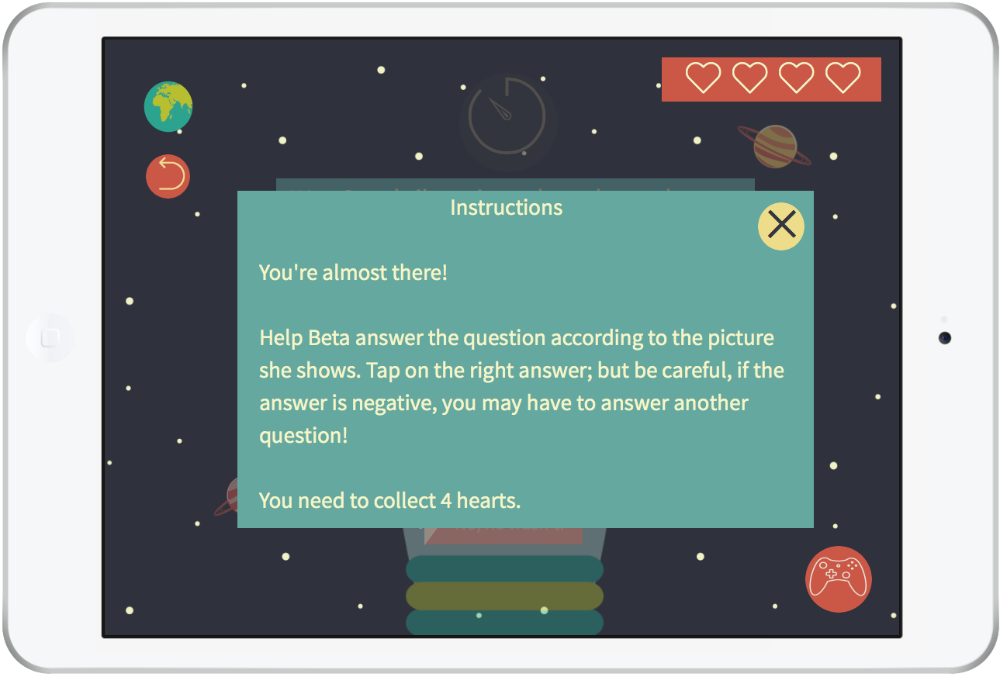 Instructions
You're almost there!
Help Beta answer the question according to the picture
she shows. Tap on the right answer; but be careful, if the
answer is negative, you may have to answer another
question!
You need to collect 4 hearts.